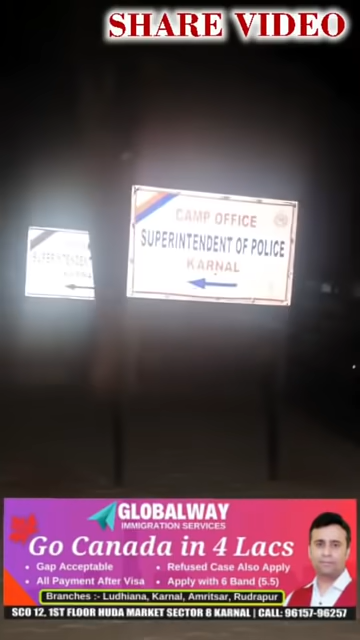 SHARE VIDEO
CAMP OFFICE
SUPERINTENDENT OF POLICE
KARNAL
GLOBALWAY
IMMIGRATION SERVICES
Go Canada in 4 Lacs
• Gap Acceptable
• Refused Case Also Apply
• All Payment After Visa
• Apply with 6 Band (5.5)
Branches :- Ludhiana, Karnal, Amritsar, Rudrapur
SCO 12, 1ST FLOOR HUDA MARKET SECTOR 8 KARNAL | CALL: 96157-96257